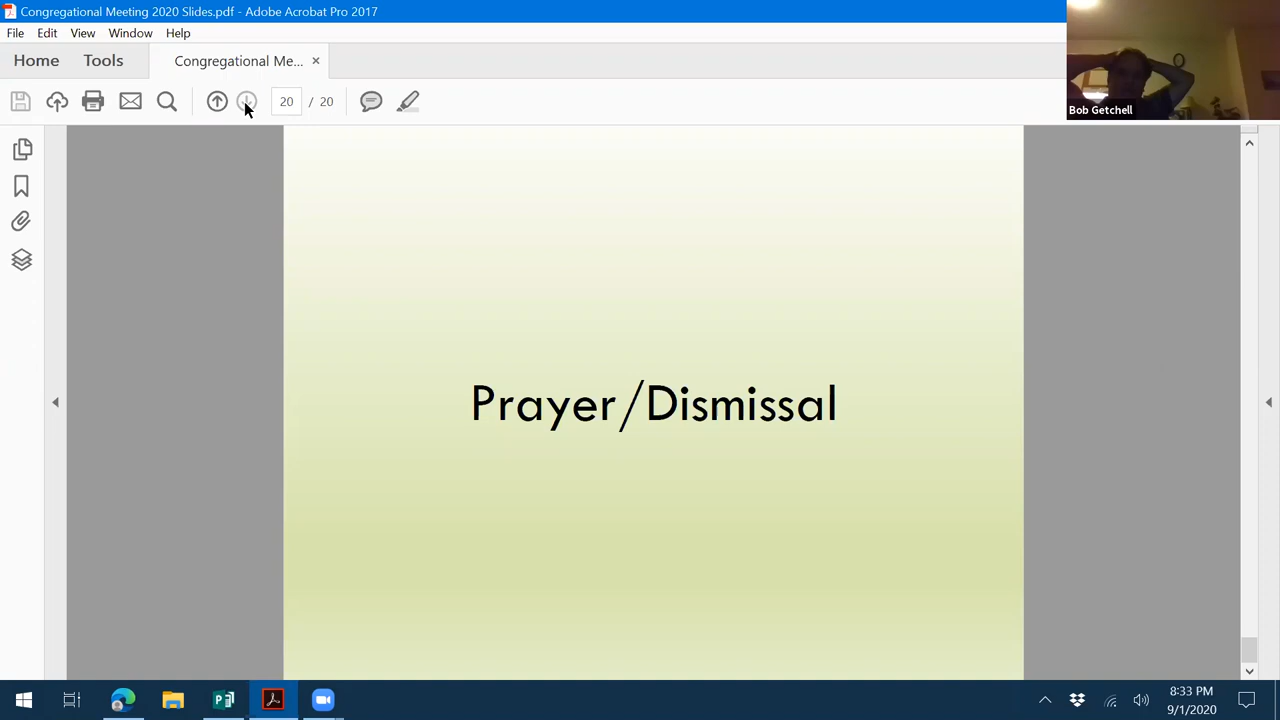 Congregational Meeting 2020 Slides.pdf - Adobe Acrobat Pro 2017
File Edit View Window Help
Home Tools Congregational Me... ×
20 / 20
Bob Getchell
Prayer/Dismissal
8:33 PM
9/1/2020